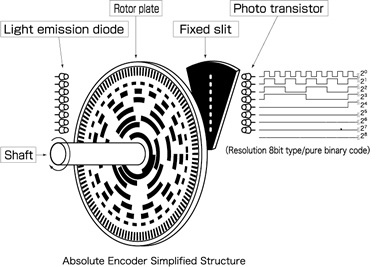 Rotor plate
Photo transistor
Light emission diode
Fixed slit
2⁰
2¹
2²
2³
2⁴
2⁵
2⁶
2⁷
2⁸
Shaft
(Resolution 8bit type/pure binary code)
Absolute Encoder Simplified Structure